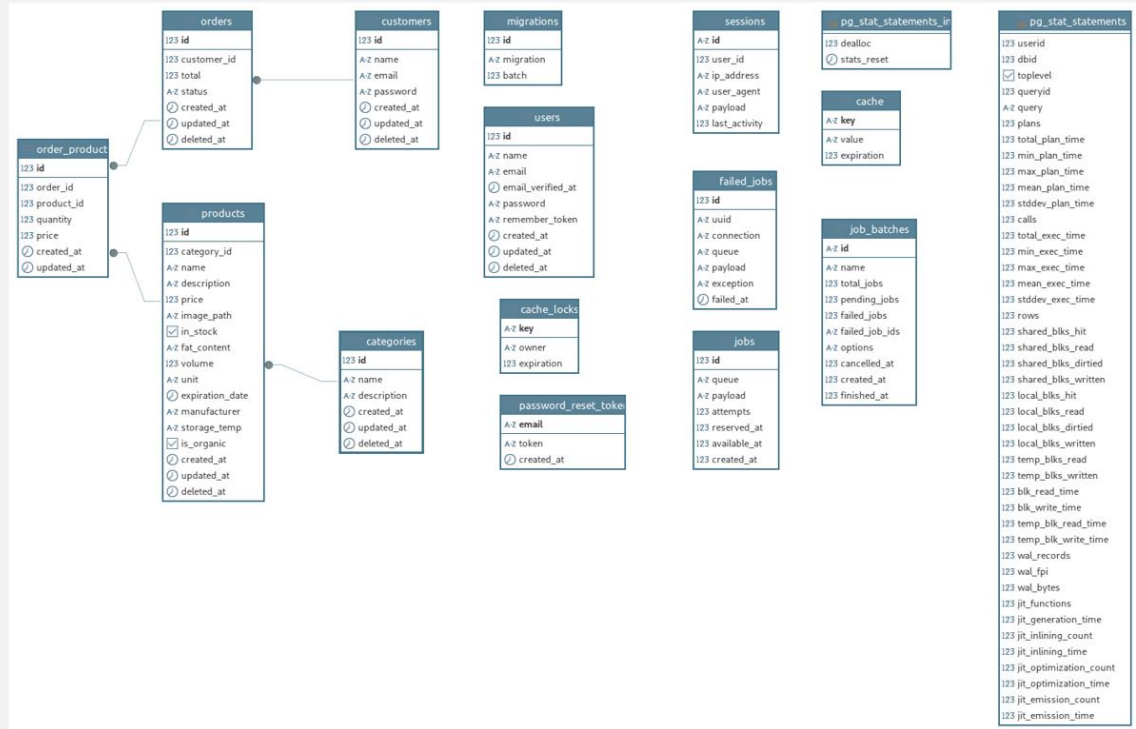 orders
123 id
123 customer_id
123 total
A-Z status
created_at
updated_at
deleted_at
customers
123 id
A-Z name
A-Z email
A-Z password
created_at
updated_at
deleted_at
order_product
123 id
123 order_id
123 product_id
123 quantity
123 price
created_at
updated_at
products
123 id
123 category_id
A-Z name
A-Z description
123 price
A-Z image_path
in_stock
A-Z fat_content
123 volume
A-Z unit
expiration_date
A-Z manufacturer
A-Z storage_temp
is_organic
created_at
updated_at
deleted_at
categories
123 id
A-Z name
A-Z description
created_at
updated_at
deleted_at
migrations
123 id
A-Z migration
123 batch
users
123 id
A-Z name
A-Z email
email_verified_at
A-Z password
A-Z remember_token
created_at
updated_at
deleted_at
cache_locks
A-Z key
A-Z owner
123 expiration
password_reset_toke
A-Z email
A-Z token
created_at
sessions
A-Z id
123 user_id
A-Z ip_address
A-Z user_agent
A-Z payload
123 last_activity
failed_jobs
123 id
A-Z uuid
A-Z connection
A-Z queue
A-Z payload
A-Z exception
failed_at
jobs
123 id
A-Z queue
A-Z payload
123 attempts
123 reserved_at
123 available_at
123 created_at
pg_stat_statements_in
123 dealloc
stats_reset
cache
A-Z key
A-Z value
123 expiration
job_batches
A-Z id
A-Z name
123 total_jobs
123 pending_jobs
123 failed_jobs
A-Z failed_job_ids
A-Z options
123 cancelled_at
123 created_at
123 finished_at
pg_stat_statements
123 userid
123 dbid
toplevel
123 queryid
A-Z query
123 plans
123 total_plan_time
123 min_plan_time
123 max_plan_time
123 mean_plan_time
123 stddev_plan_time
123 calls
123 total_exec_time
123 min_exec_time
123 max_exec_time
123 mean_exec_time
123 stddev_exec_time
123 rows
123 shared_blks_hit
123 shared_blks_read
123 shared_blks_dirtied
123 shared_blks_written
123 local_blks_hit
123 local_blks_read
123 local_blks_dirtied
123 local_blks_written
123 temp_blks_read
123 temp_blks_written
123 blk_read_time
123 blk_write_time
123 temp_blk_read_time
123 temp_blk_write_time
123 wal_records
123 wal_fpi
123 wal_bytes
123 jit_functions
123 jit_generation_time
123 jit_inlining_count
123 jit_inlining_time
123 jit_optimization_count
123 jit_optimization_time
123 jit_emission_count
123 jit_emission_time